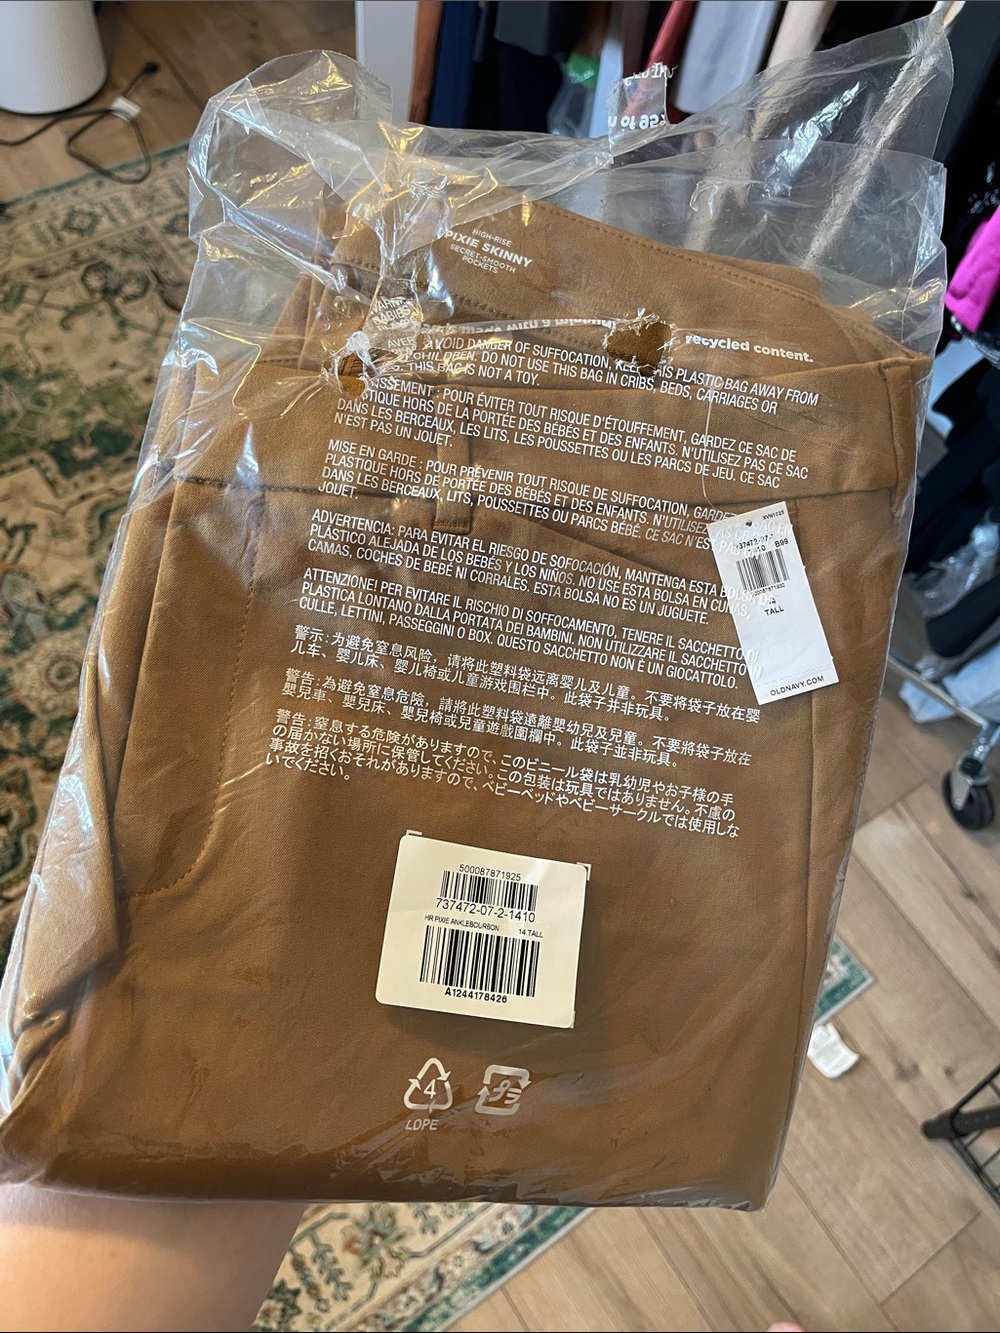 HIGH-RISE
PIXIE SKINNY
SECRET-SMOOTH
POCKETS
recycled content.
AVOID DANGER OF SUFFOCATION, THIS PLASTIC BAG AWAY FROM
CHILDREN. DO NOT USE THIS BAG IN CRIBS, BEDS, CARRIAGES OR
THIS BAG IS NOT A TOY.
POUR ÉVITER TOUT RISQUE D'ÉTOUFFEMENT, GARDEZ CE SAC DE
HORS DE LA PORTÉE DES BÉBÉS ET DES ENFANTS. N'UTILISEZ PAS CE SAC
DANS LES BERCEAUX, LES LITS, LES POUSSETTES OU LES PARCS DE JEU. CE SAC
N'EST PAS UN JOUET.
MISE EN GARDE : POUR PRÉVENIR TOUT RISQUE DE SUFFOCATION,
PLASTIQUE HORS DE PORTÉE DES BÉBÉS ET DES ENFANTS.
DANS LES BERCEAUX, LITS, POUSSETTES OU PARCS BÉBÉ. CE SAC N'EST
JOUET.
ADVERTENCIA: PARA EVITAR EL RIESGO DE SOFOCACIÓN, MANTENGA ESTA
PLÁSTICO ALEJADA DE LOS BEBÉS Y LOS NIÑOS. NO USE ESTA BOLSA EN
CAMAS, COCHES DE BEBÉ NI CORRALES. ESTA BOLSA NO ES UN JUGUETE.
ATTENZIONE! PER EVITARE IL RISCHIO DI SOFFOCAMENTO, TENERE IL SACCHETTO
PLASTICA LONTANO DALLA PORTATA DEI BAMBINI. NON UTILIZZARE IL SACCHETTO
CULLE, LETTINI, PASSEGGINI O BOX. QUESTO SACCHETTO NON È UN GIOCATTOLO.
警示：为避免窒息风险，请将此塑料袋远离婴儿及儿童。不要将袋子放在婴
儿车、婴儿床、婴儿椅或儿童游戏围栏中。此袋子并非玩具。
警告：為避免窒息危險，請將此塑料袋遠離嬰幼兒及兒童。不要將袋子放在
嬰兒車、嬰兒床、嬰兒椅或兒童遊戲圍欄中。此袋子並非玩具。
警告：窒息する危険がありますので、このビニール袋は乳幼児やお子様の手
の届かない場所に保管してください。この包装は玩具ではありません。不慮の
事故を招くおそれがありますので、ベビーベッドやベビーサークルでは使用しな
いでください。
B99
TALL
OLDNAVY.COM
500087871925
737472-07-2-1410
HR PIXIE ANKLEBOURBON 14 TALL
A1244178426
4
LDPE